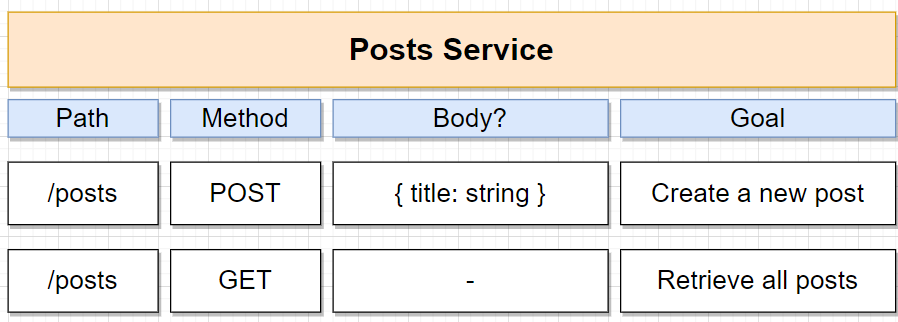 Posts Service
Path Method Body? Goal
/posts POST { title: string } Create a new post
/posts GET - Retrieve all posts